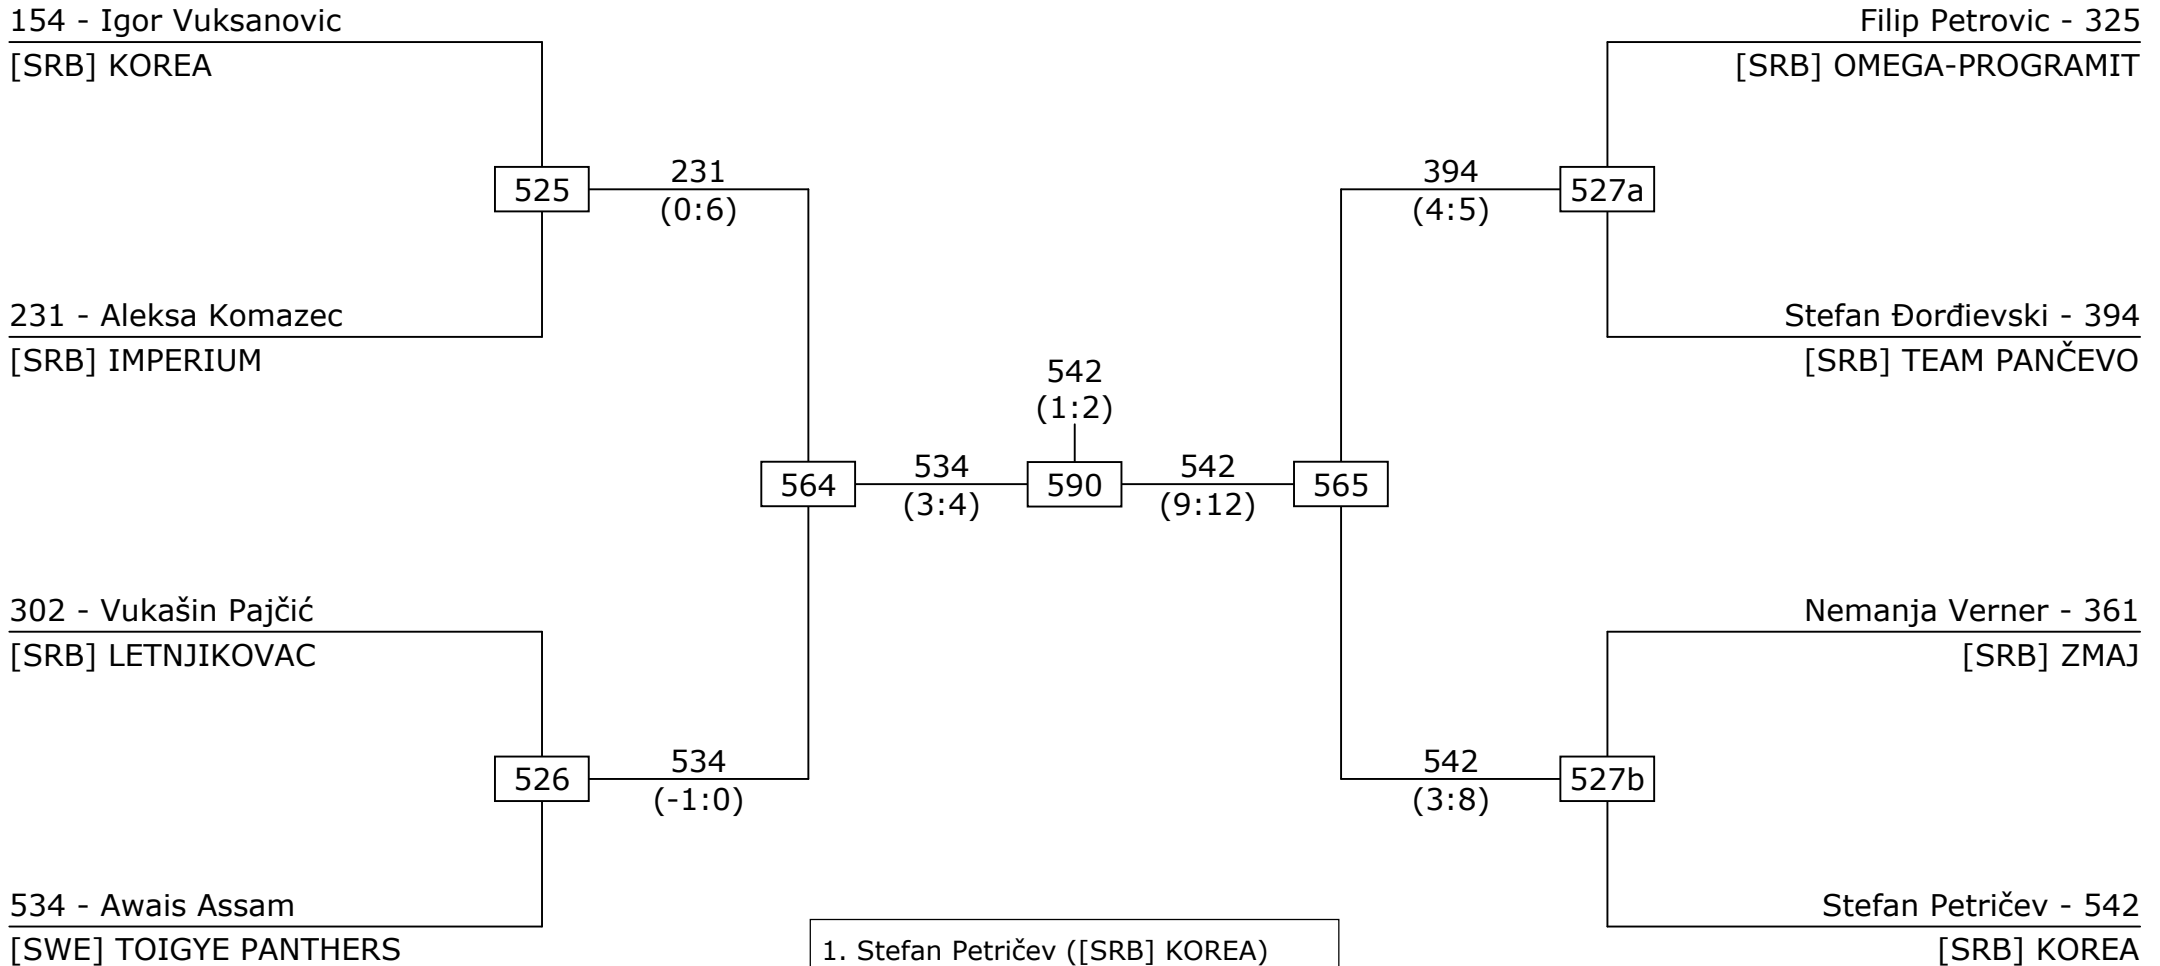 154 - Igor Vuksanovic
[SRB] KOREA
Filip Petrovic - 325
[SRB] OMEGA-PROGRAMIT
525
231
(0:6)
394
(4:5)
527a
231 - Aleksa Komazec
[SRB] IMPERIUM
Stefan Đorđievski - 394
[SRB] TEAM PANČEVO
542
(1:2)
564
534
(3:4)
590
542
(9:12)
565
302 - Vukašin Pajčić
[SRB] LETNJIKOVAC
Nemanja Verner - 361
[SRB] ZMAJ
526
534
(-1:0)
542
(3:8)
527b
534 - Awais Assam
[SWE] TOIGYE PANTHERS
Stefan Petričev - 542
[SRB] KOREA
1. Stefan Petričev ([SRB] KOREA)